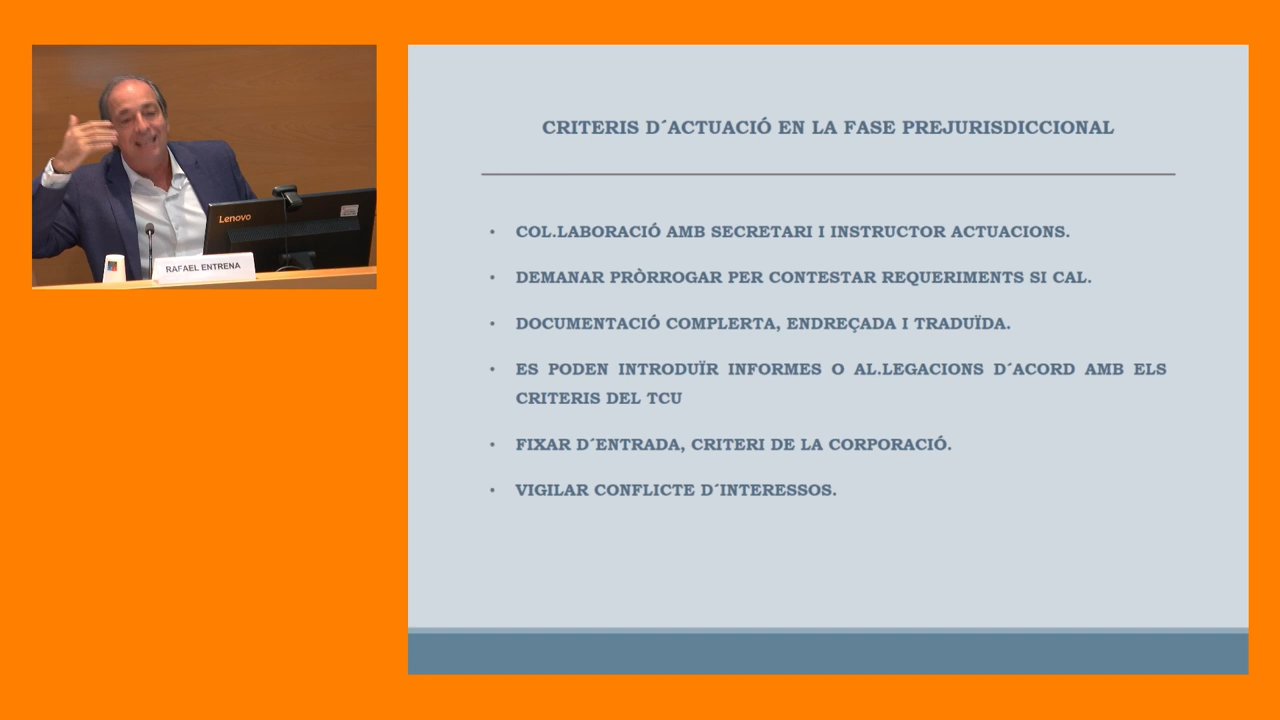 Lenovo
RAFAEL ENTRENA
CRITERIS D´ACTUACIÓ EN LA FASE PREJURISDICCIONAL
• COL.LABORACIÓ AMB SECRETARI I INSTRUCTOR ACTUACIONS.
• DEMANAR PRÒRROGAR PER CONTESTAR REQUERIMENTS SI CAL.
• DOCUMENTACIÓ COMPLERTA, ENDREÇADA I TRADUÏDA.
• ES PODEN INTRODUÏR INFORMES O AL.LEGACIONS D´ACORD AMB ELS
CRITERIS DEL TCU
• FIXAR D´ENTRADA, CRITERI DE LA CORPORACIÓ.
• VIGILAR CONFLICTE D´INTERESSOS.